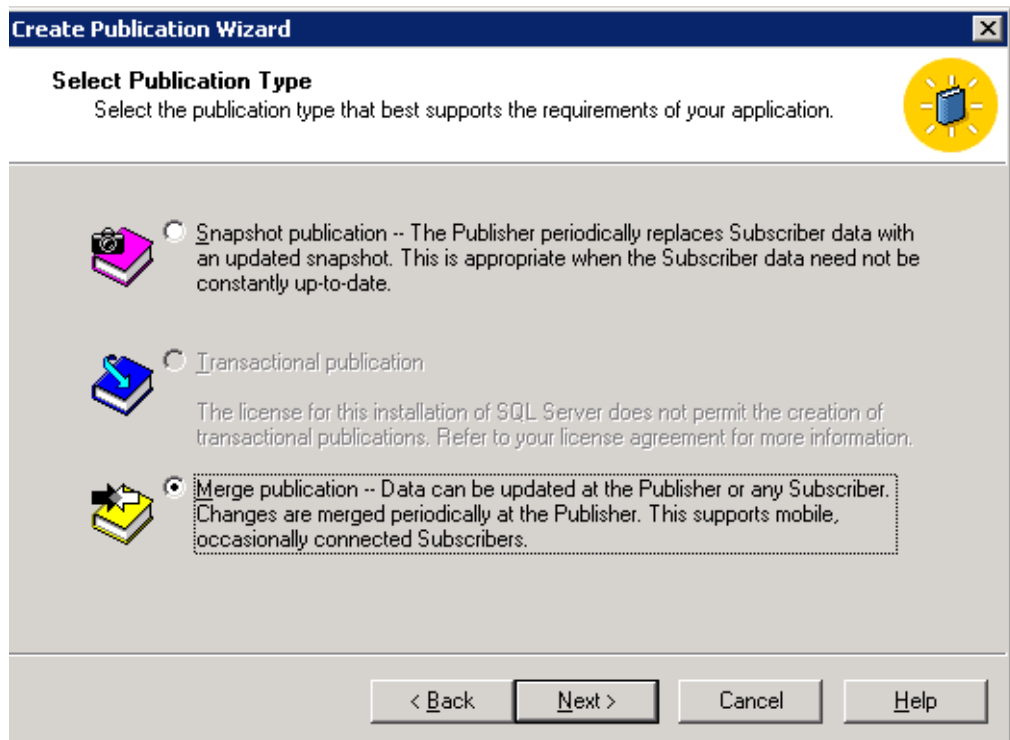 Create Publication Wizard
Select Publication Type
Select the publication type that best supports the requirements of your application.
Snapshot publication -- The Publisher periodically replaces Subscriber data with
an updated snapshot. This is appropriate when the Subscriber data need not be
constantly up-to-date.
Transactional publication
The license for this installation of SQL Server does not permit the creation of
transactional publications. Refer to your license agreement for more information.
Merge publication -- Data can be updated at the Publisher or any Subscriber.
Changes are merged periodically at the Publisher. This supports mobile,
occasionally connected Subscribers.
< Back Next > Cancel Help